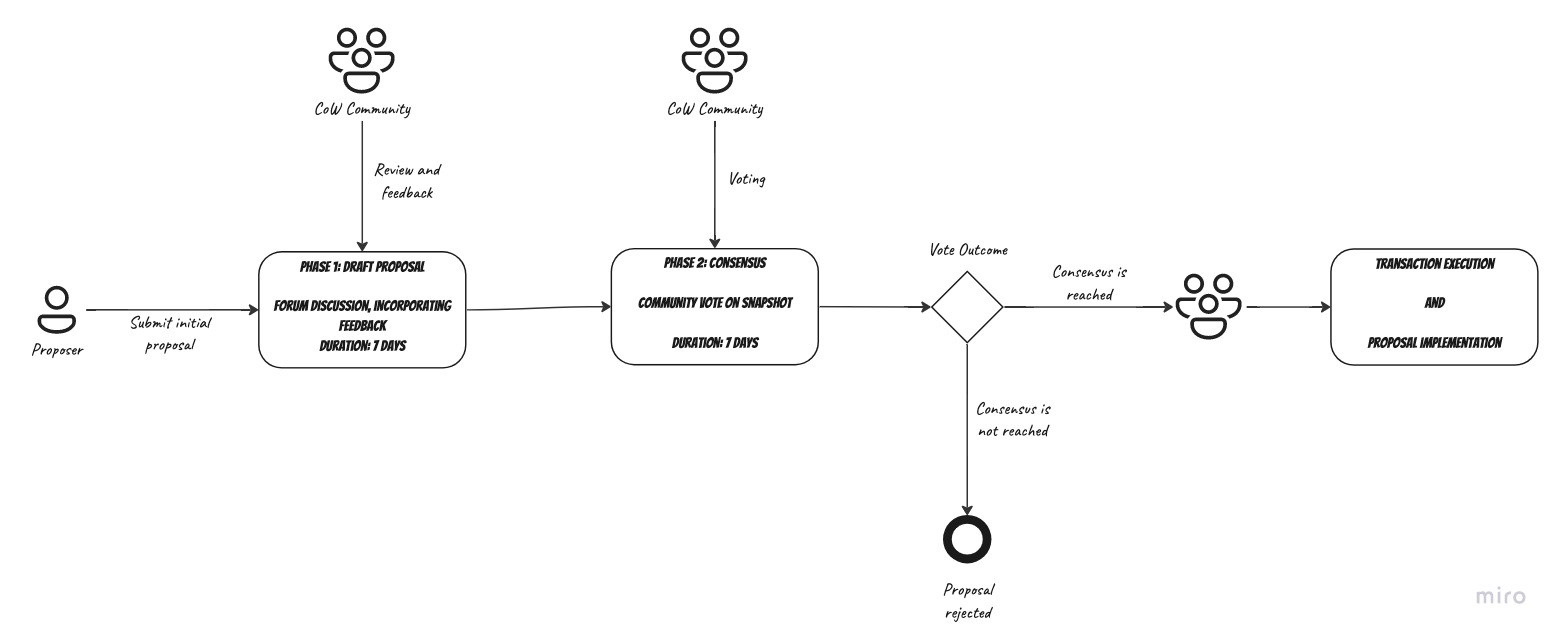 CoW Community
CoW Community
Review and
feedback
Voting
PHASE 1: DRAFT PROPOSAL
FORUM DISCUSSION, INCORPORATING
FEEDBACK
DURATION: 7 DAYS
PHASE 2: CONSENSUS
COMMUNITY VOTE ON SNAPSHOT
DURATION: 7 DAYS
Vote Outcome
Consensus is
reached
TRANSACTION EXECUTION
AND
PROPOSAL IMPLEMENTATION
Submit initial
proposal
Proposer
Consensus is
not reached
Proposal
rejected
miro